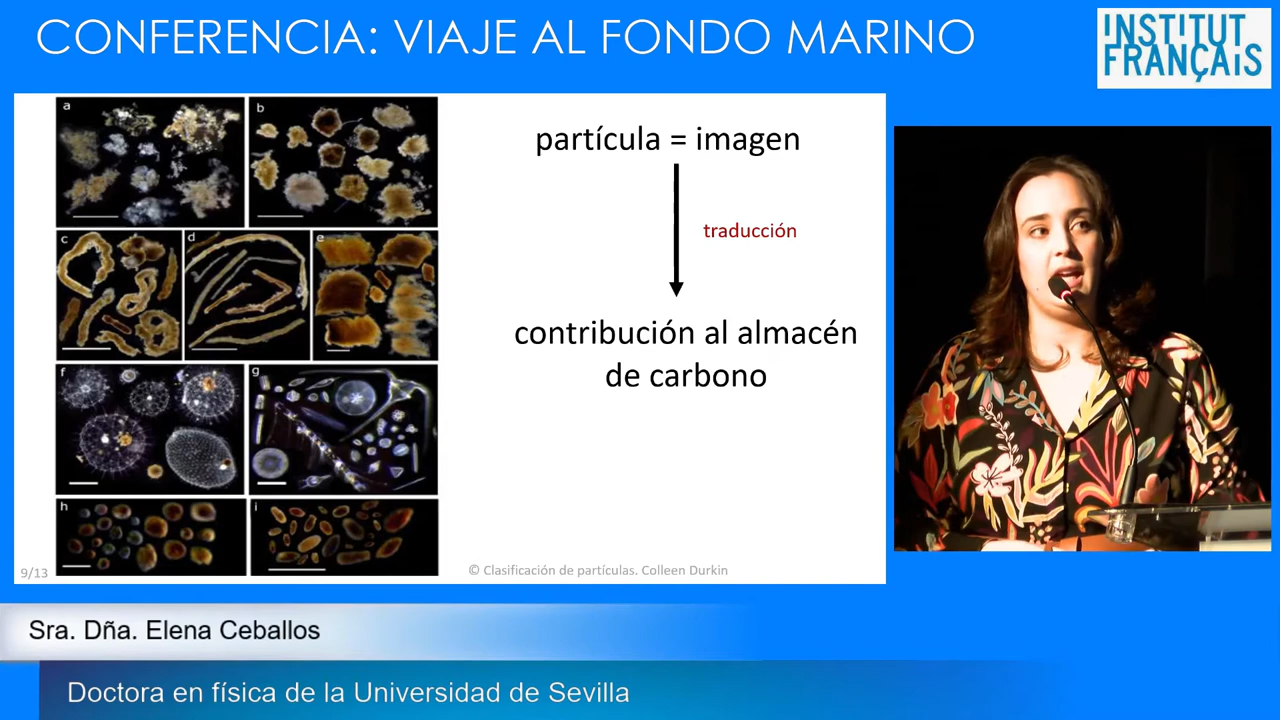 CONFERENCIA: VIAJE AL FONDO MARINO
INSTITUT
FRANÇAIS
a
b
c
d
e
f
g
h
i
partícula = imagen
traducción
contribución al almacén
de carbono
9/13
© Clasificación de partículas. Colleen Durkin
Sra. Dña. Elena Ceballos
Doctora en física de la Universidad de Sevilla